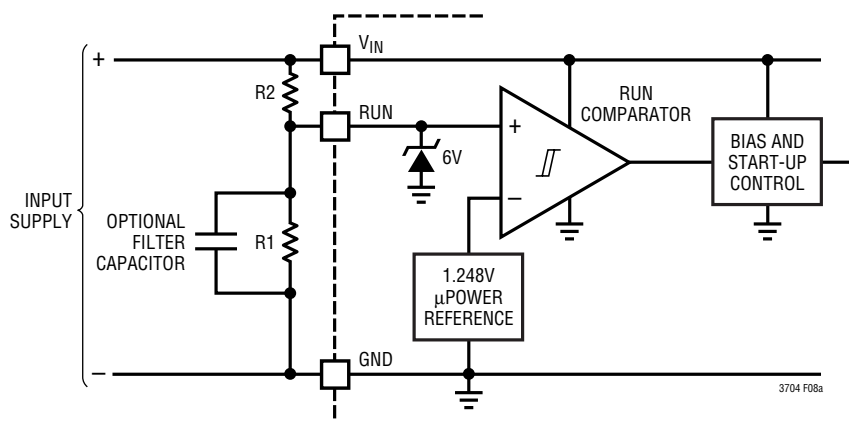 V_IN
+
R2
RUN
RUN
COMPARATOR
+
6V
BIAS AND
START-UP
CONTROL
INPUT
SUPPLY
OPTIONAL
FILTER
CAPACITOR
R1
−
1.248V
µPOWER
REFERENCE
GND
−
3704 F08a